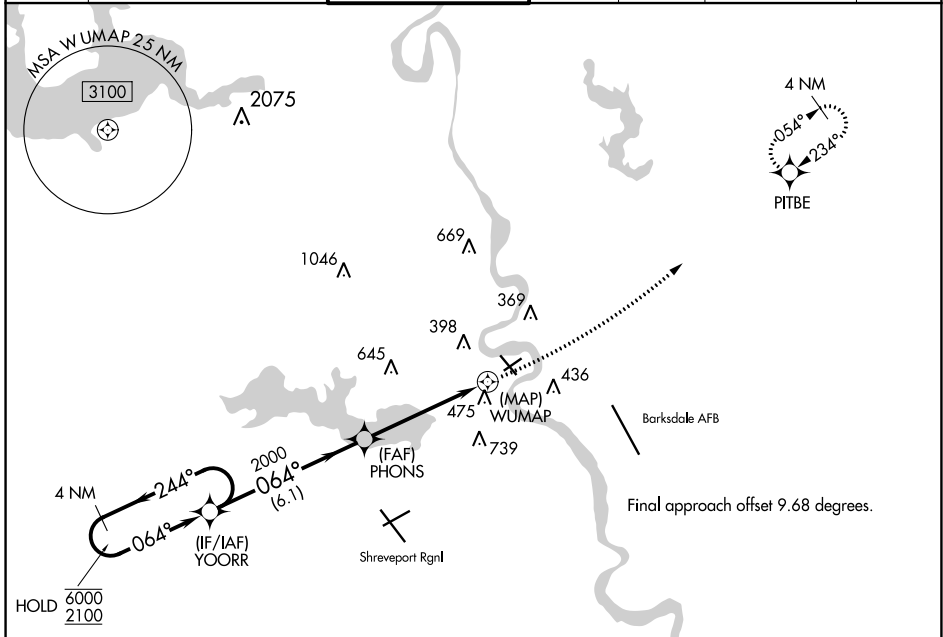 MSA WUMAP 25 NM
3100
2075
4 NM
054°
234°
PITBE
669
1046
369
398
645
436
475
(MAP)
WUMAP
739
Barksdale AFB
(FAF)
PHONS
2000
064°
(6.1)
Final approach offset 9.68 degrees.
4 NM
244°
064°
(IF/IAF)
YOORR
Shreveport Rgnl
HOLD 6000
2100